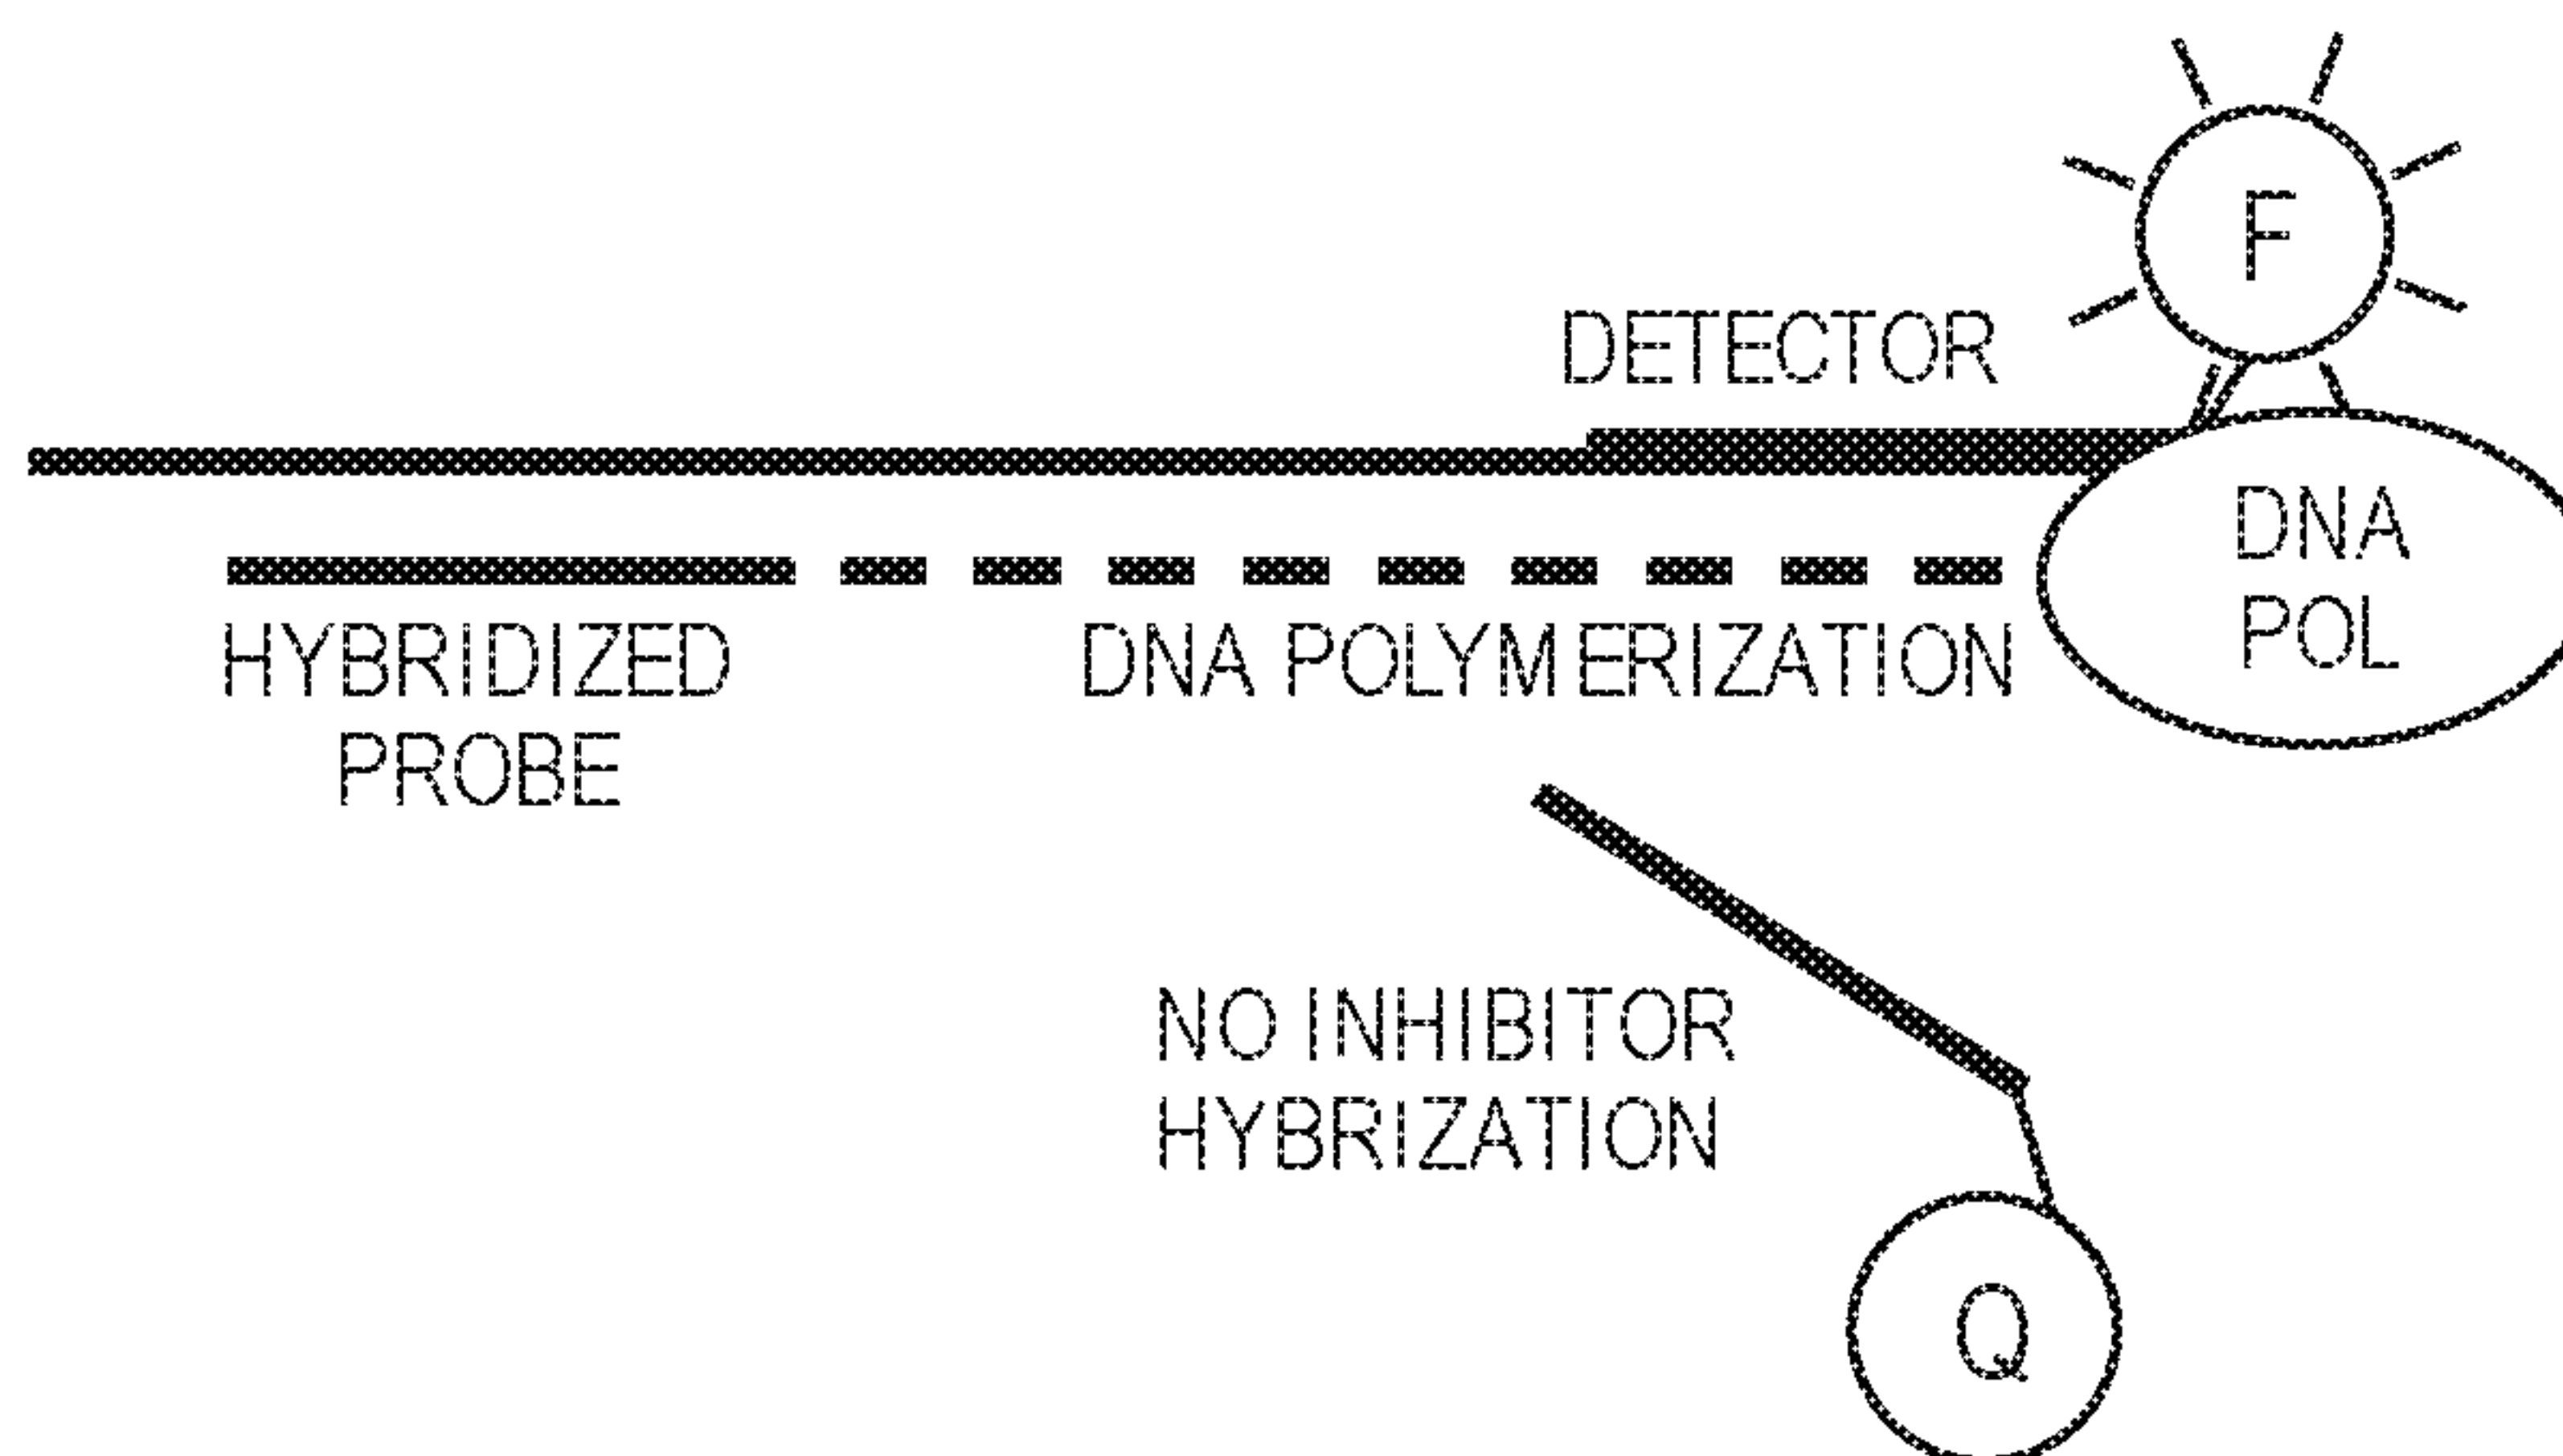 F
DETECTOR
DNA
POL
HYBRIDIZED
PROBE
DNA POLYMERIZATION
NO INHIBITOR
HYBRIZATION
Q